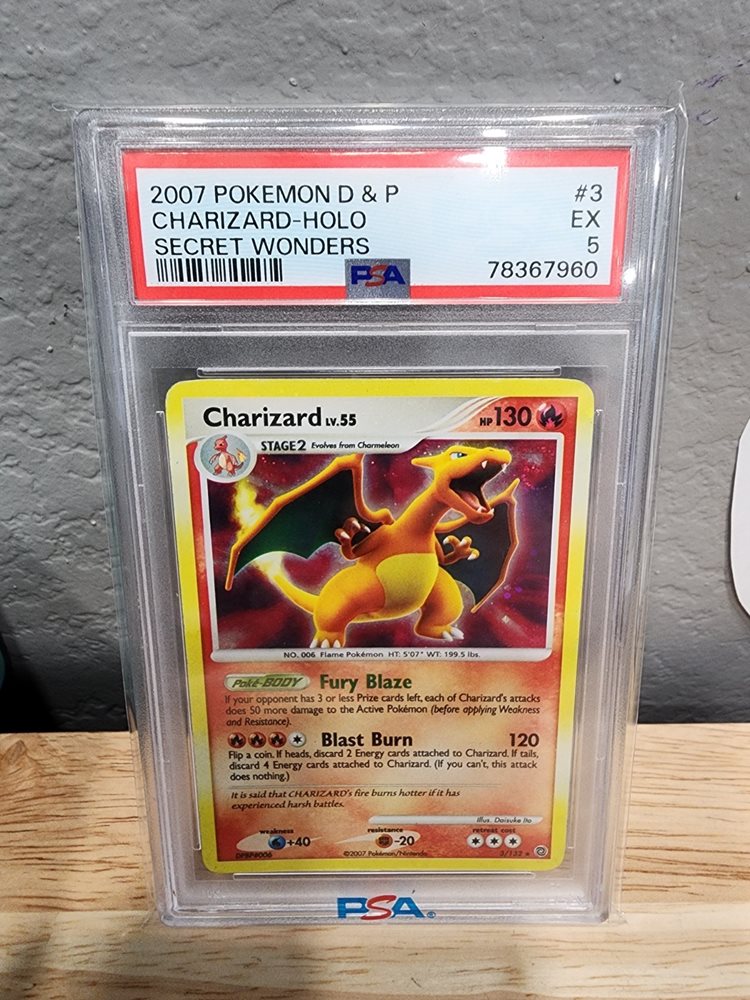 2007 POKEMON D & P #3
CHARIZARD-HOLO EX
SECRET WONDERS 5
PSA 78367960
Charizard LV.55 HP 130
STAGE2 Evolves from Charmeleon
NO. 006 Flame Pokémon HT: 5'07" WT: 199.5 lbs.
Poké-BODY Fury Blaze
If your opponent has 3 or less Prize cards left, each of Charizard's attacks
does 50 more damage to the Active Pokémon (before applying Weakness
and Resistance).
Blast Burn 120
Flip a coin. If heads, discard 2 Energy cards attached to Charizard. If tails,
discard 4 Energy cards attached to Charizard. (If you can't, this attack
does nothing.)
It is said that CHARIZARD's fire burns hotter if it has
experienced harsh battles.
Illus. Daisuke Ito
weakness resistance retreat cost
+40 -20
©2007 Pokémon/Nintendo 3/132
PSA